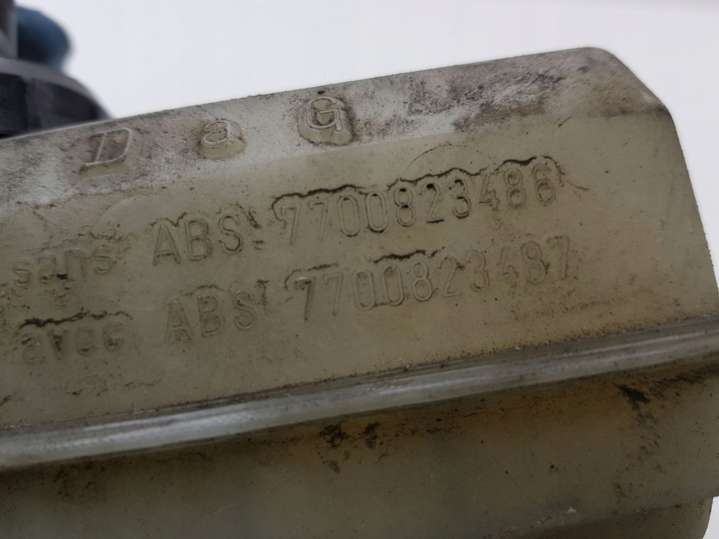 D a G
sans ABS: 7700823486
avec ABS: 7700823487